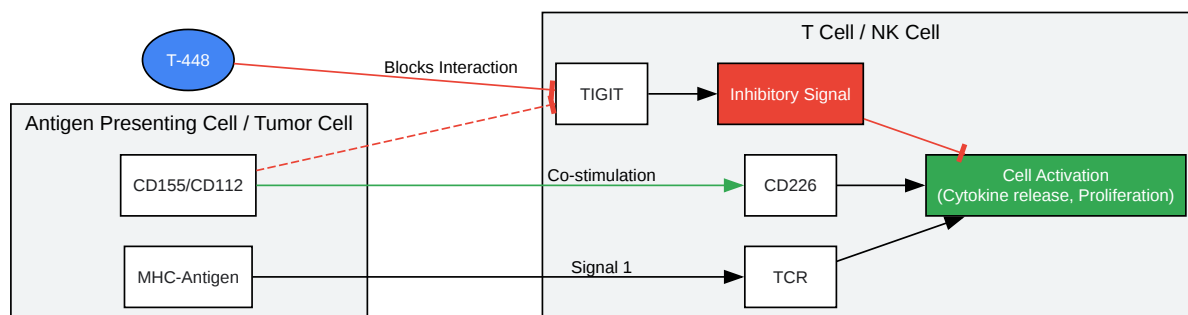 T Cell / NK Cell
T-448
Blocks Interaction
TIGIT
Inhibitory Signal
Antigen Presenting Cell / Tumor Cell
CD155/CD112
Co-stimulation
CD226
Cell Activation
(Cytokine release, Proliferation)
MHC-Antigen
Signal 1
TCR